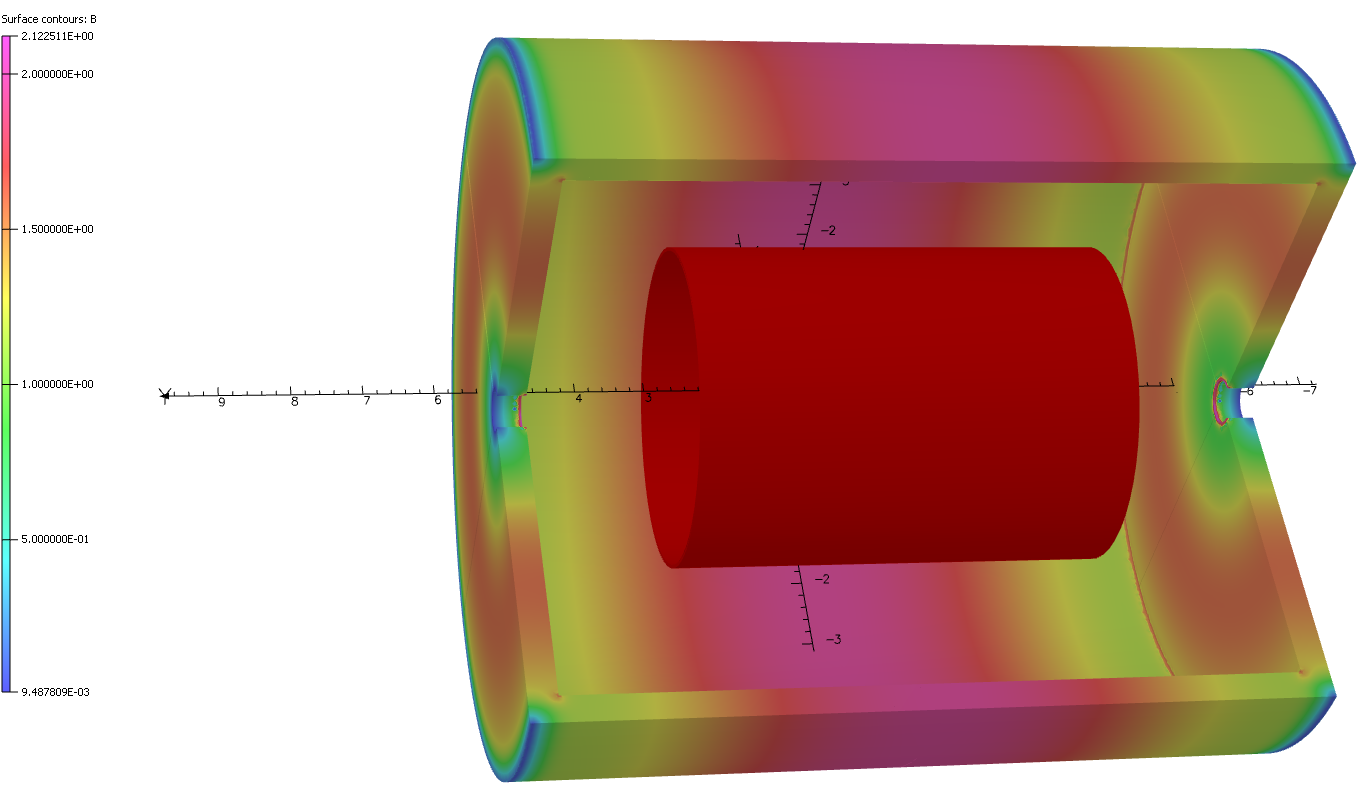 Surface contours: B
2.122511E+00
2.000000E+00
1.500000E+00
1.000000E+00
5.000000E-01
9.487809E-03
-2
9
8
7
6
4
3
-6
-7
-2
-3